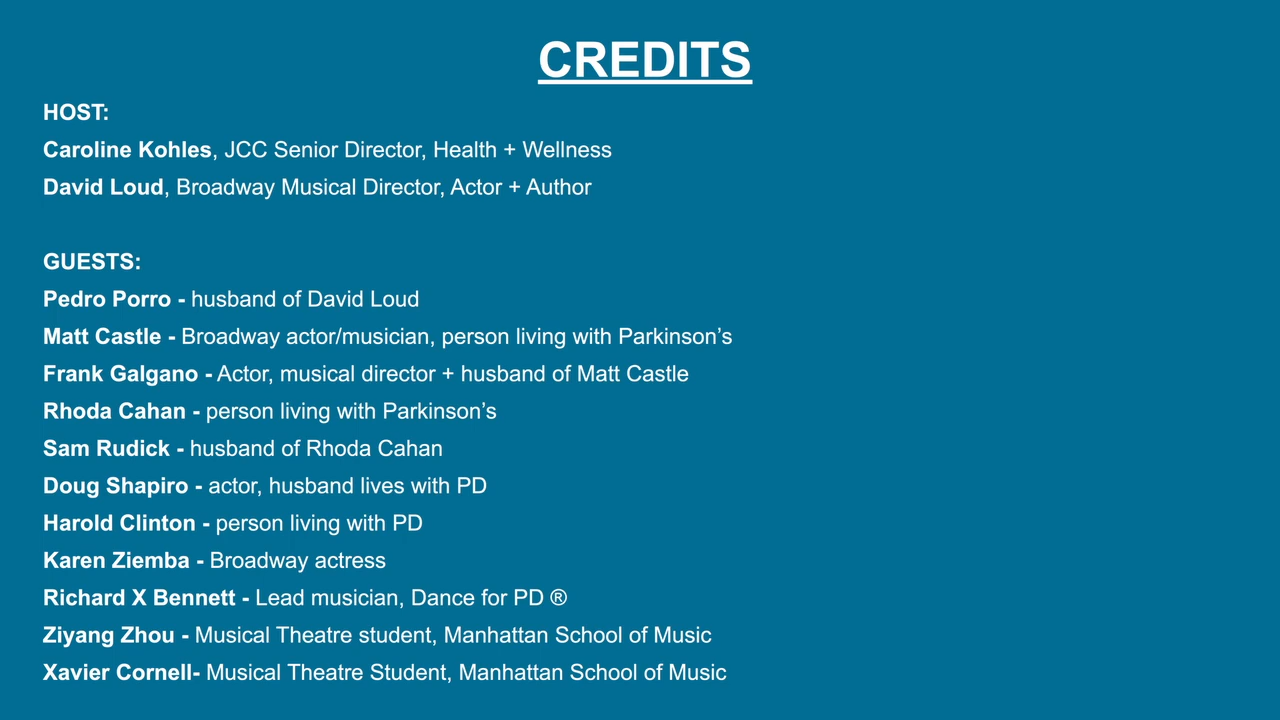 CREDITS
HOST:
Caroline Kohles, JCC Senior Director, Health + Wellness
David Loud, Broadway Musical Director, Actor + Author
GUESTS:
Pedro Porro - husband of David Loud
Matt Castle - Broadway actor/musician, person living with Parkinson’s
Frank Galgano - Actor, musical director + husband of Matt Castle
Rhoda Cahan - person living with Parkinson’s
Sam Rudick - husband of Rhoda Cahan
Doug Shapiro - actor, husband lives with PD
Harold Clinton - person living with PD
Karen Ziemba - Broadway actress
Richard X Bennett - Lead musician, Dance for PD ®
Ziyang Zhou - Musical Theatre student, Manhattan School of Music
Xavier Cornell- Musical Theatre Student, Manhattan School of Music